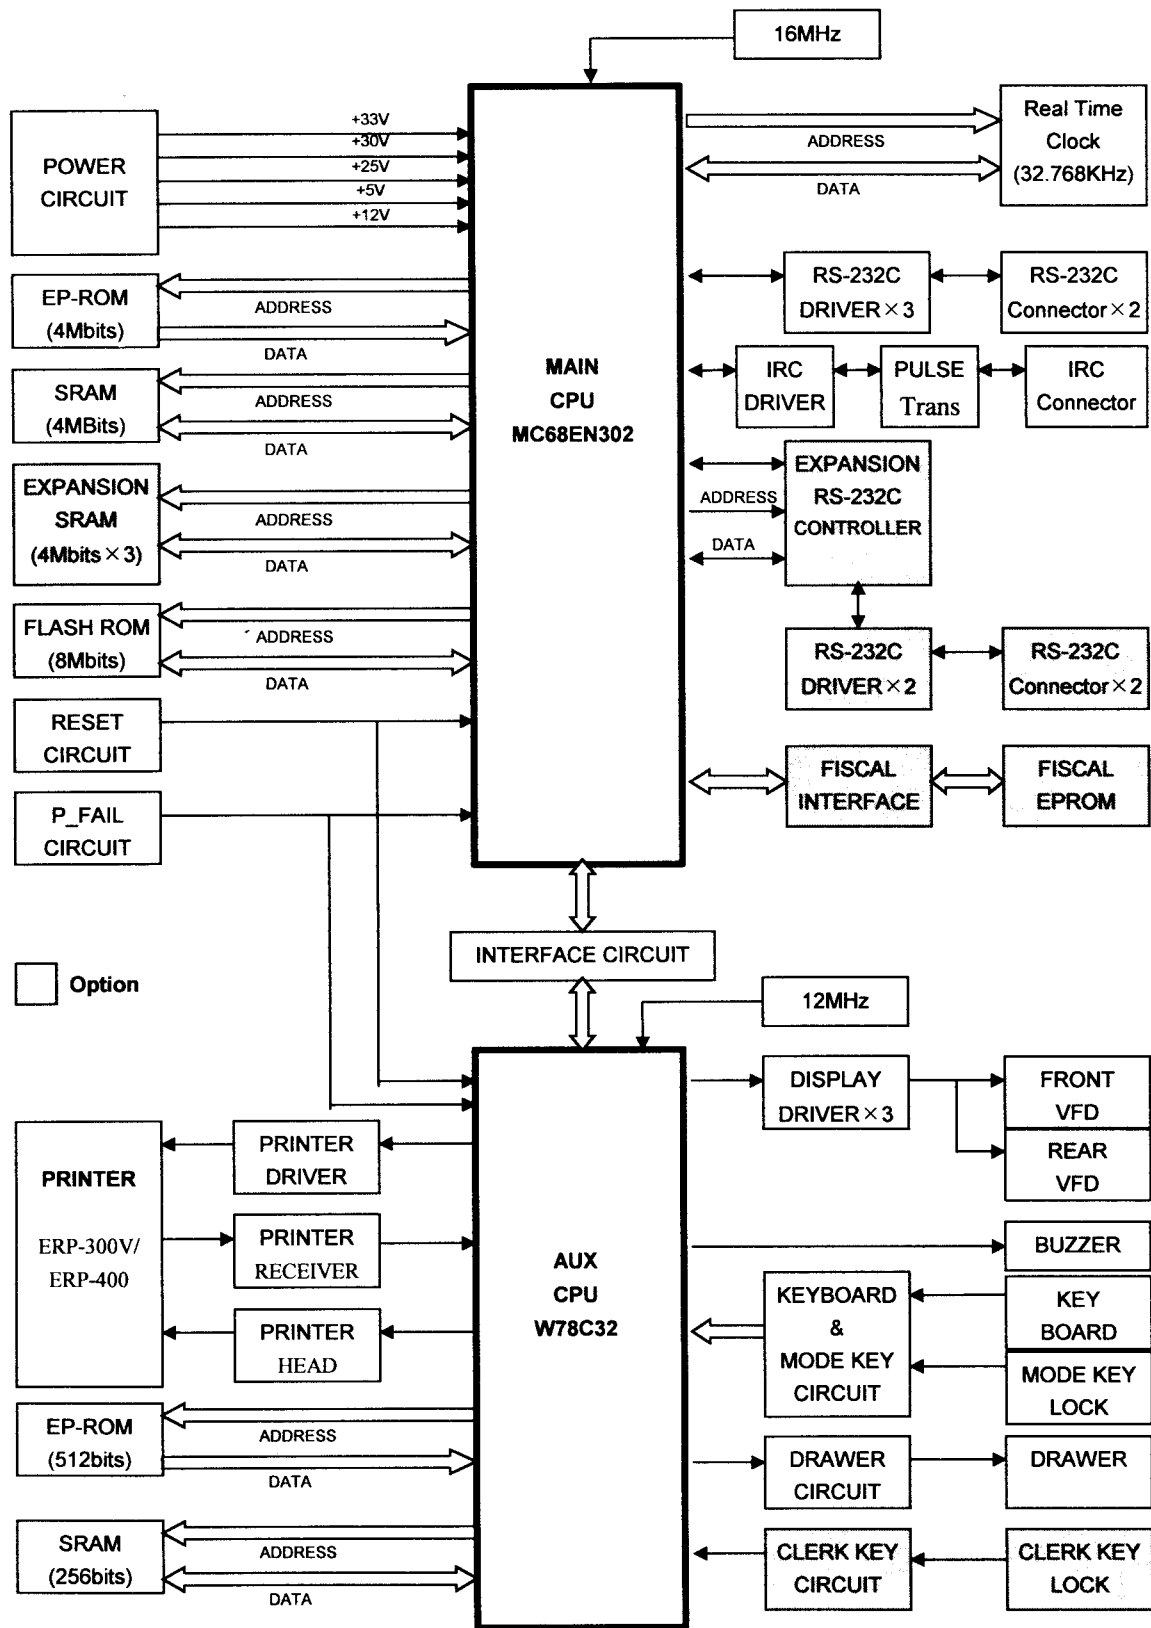 16MHz
POWER
CIRCUIT
+33V
+30V
+25V
+5V
+12V
EP-ROM
(4Mbits)
ADDRESS
DATA
SRAM
(4MBits)
ADDRESS
DATA
EXPANSION
SRAM
(4Mbits×3)
ADDRESS
DATA
FLASH ROM
(8Mbits)
ADDRESS
DATA
RESET
CIRCUIT
P_FAIL
CIRCUIT
MAIN
CPU
MC68EN302
ADDRESS
DATA
Real Time
Clock
(32.768KHz)
RS-232C
DRIVER×3
RS-232C
Connector×2
IRC
DRIVER
PULSE
Trans
IRC
Connector
ADDRESS
DATA
EXPANSION
RS-232C
CONTROLLER
RS-232C
DRIVER×2
RS-232C
Connector×2
FISCAL
INTERFACE
FISCAL
EPROM
INTERFACE CIRCUIT
Option
12MHz
PRINTER
ERP-300V/
ERP-400
PRINTER
DRIVER
PRINTER
RECEIVER
PRINTER
HEAD
EP-ROM
(512bits)
ADDRESS
DATA
SRAM
(256bits)
ADDRESS
DATA
AUX
CPU
W78C32
DISPLAY
DRIVER×3
FRONT
VFD
REAR
VFD
BUZZER
KEYBOARD
&
MODE KEY
CIRCUIT
KEY
BOARD
MODE KEY
LOCK
DRAWER
CIRCUIT
DRAWER
CLERK KEY
CIRCUIT
CLERK KEY
LOCK